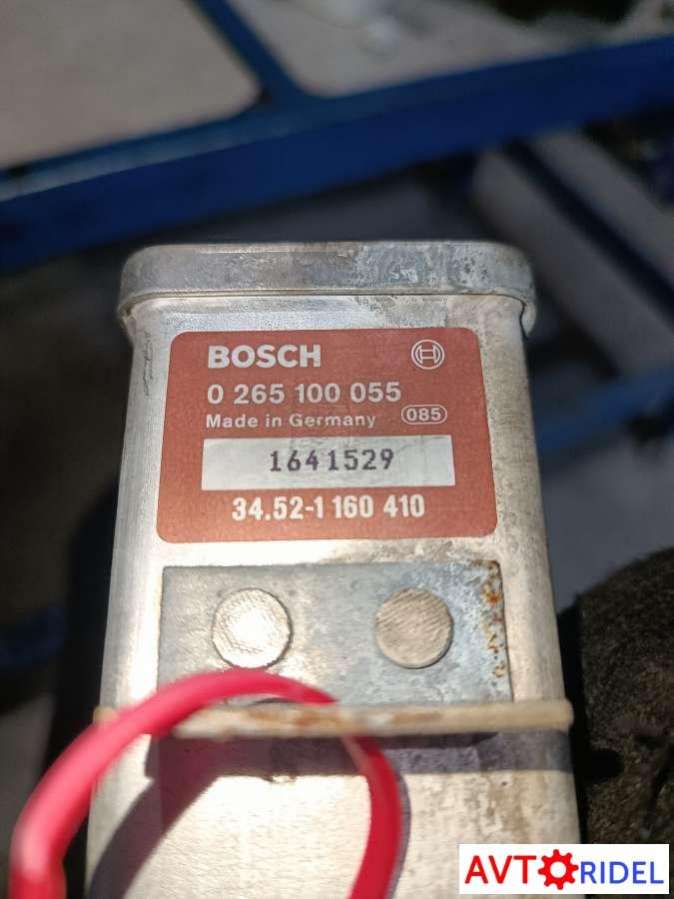 BOSCH
0 265 100 055
Made in Germany 085
1641529
34.52-1 160 410
AVTORIDEL